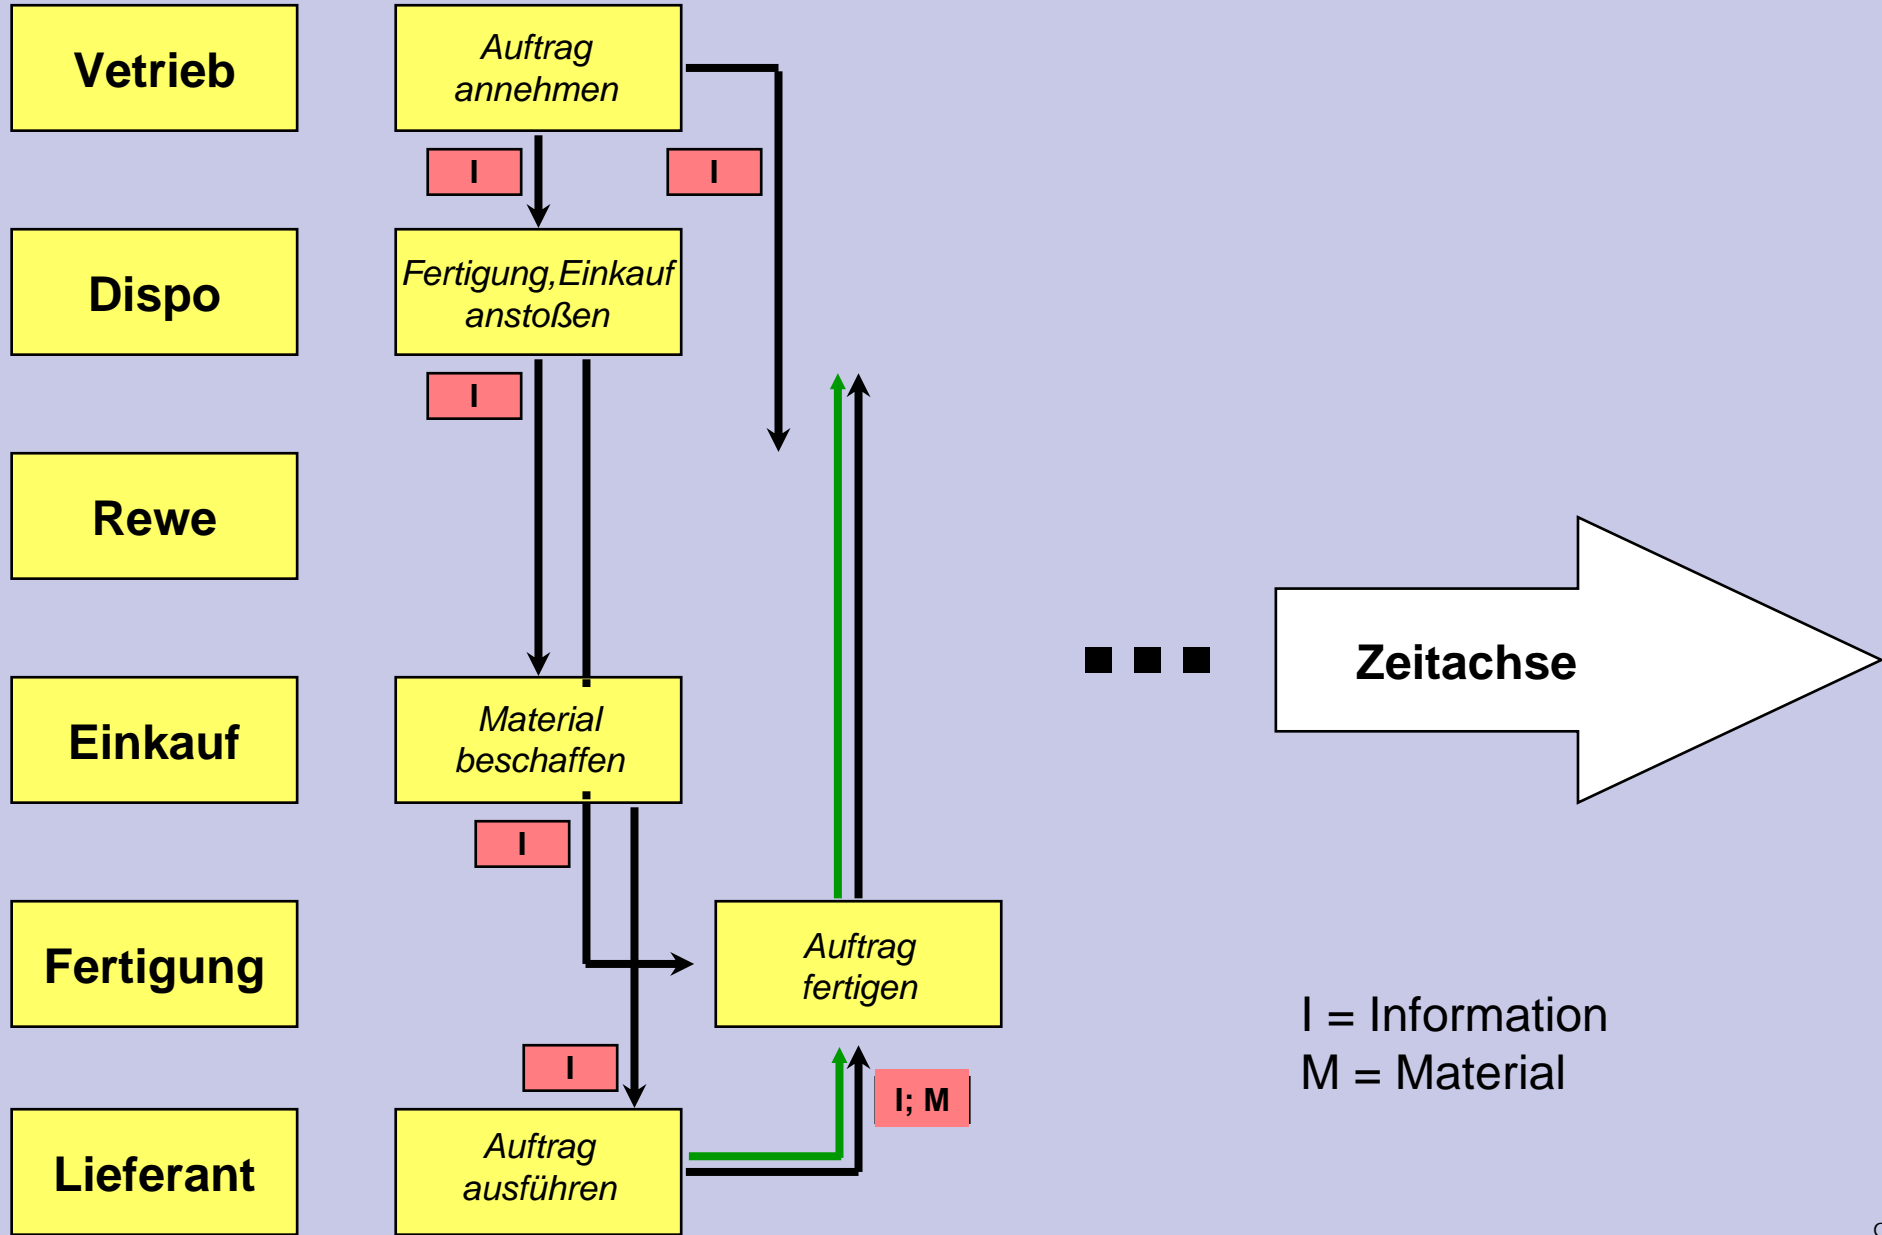 Vetrieb
Auftrag
annehmen
I
I
Dispo
Fertigung,Einkauf
anstoßen
I
Rewe
Zeitachse
Einkauf
Material
beschaffen
I
Fertigung
Auftrag
fertigen
I = Information
M = Material
I
I; M
Lieferant
Auftrag
ausführen